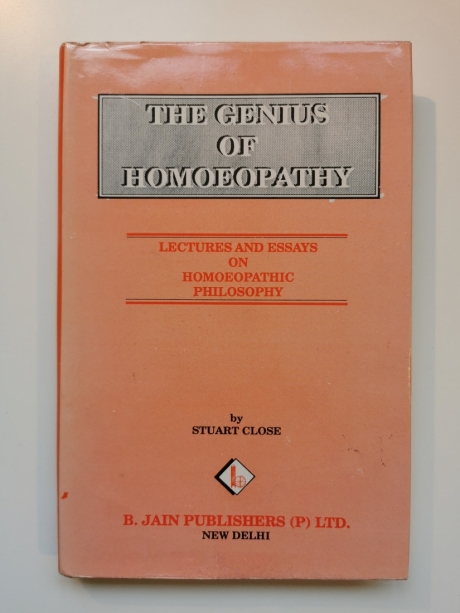 THE GENIUS
OF
HOMOEOPATHY
LECTURES AND ESSAYS
ON
HOMOEOPATHIC
PHILOSOPHY
by
STUART CLOSE
B. JAIN PUBLISHERS (P) LTD.
NEW DELHI